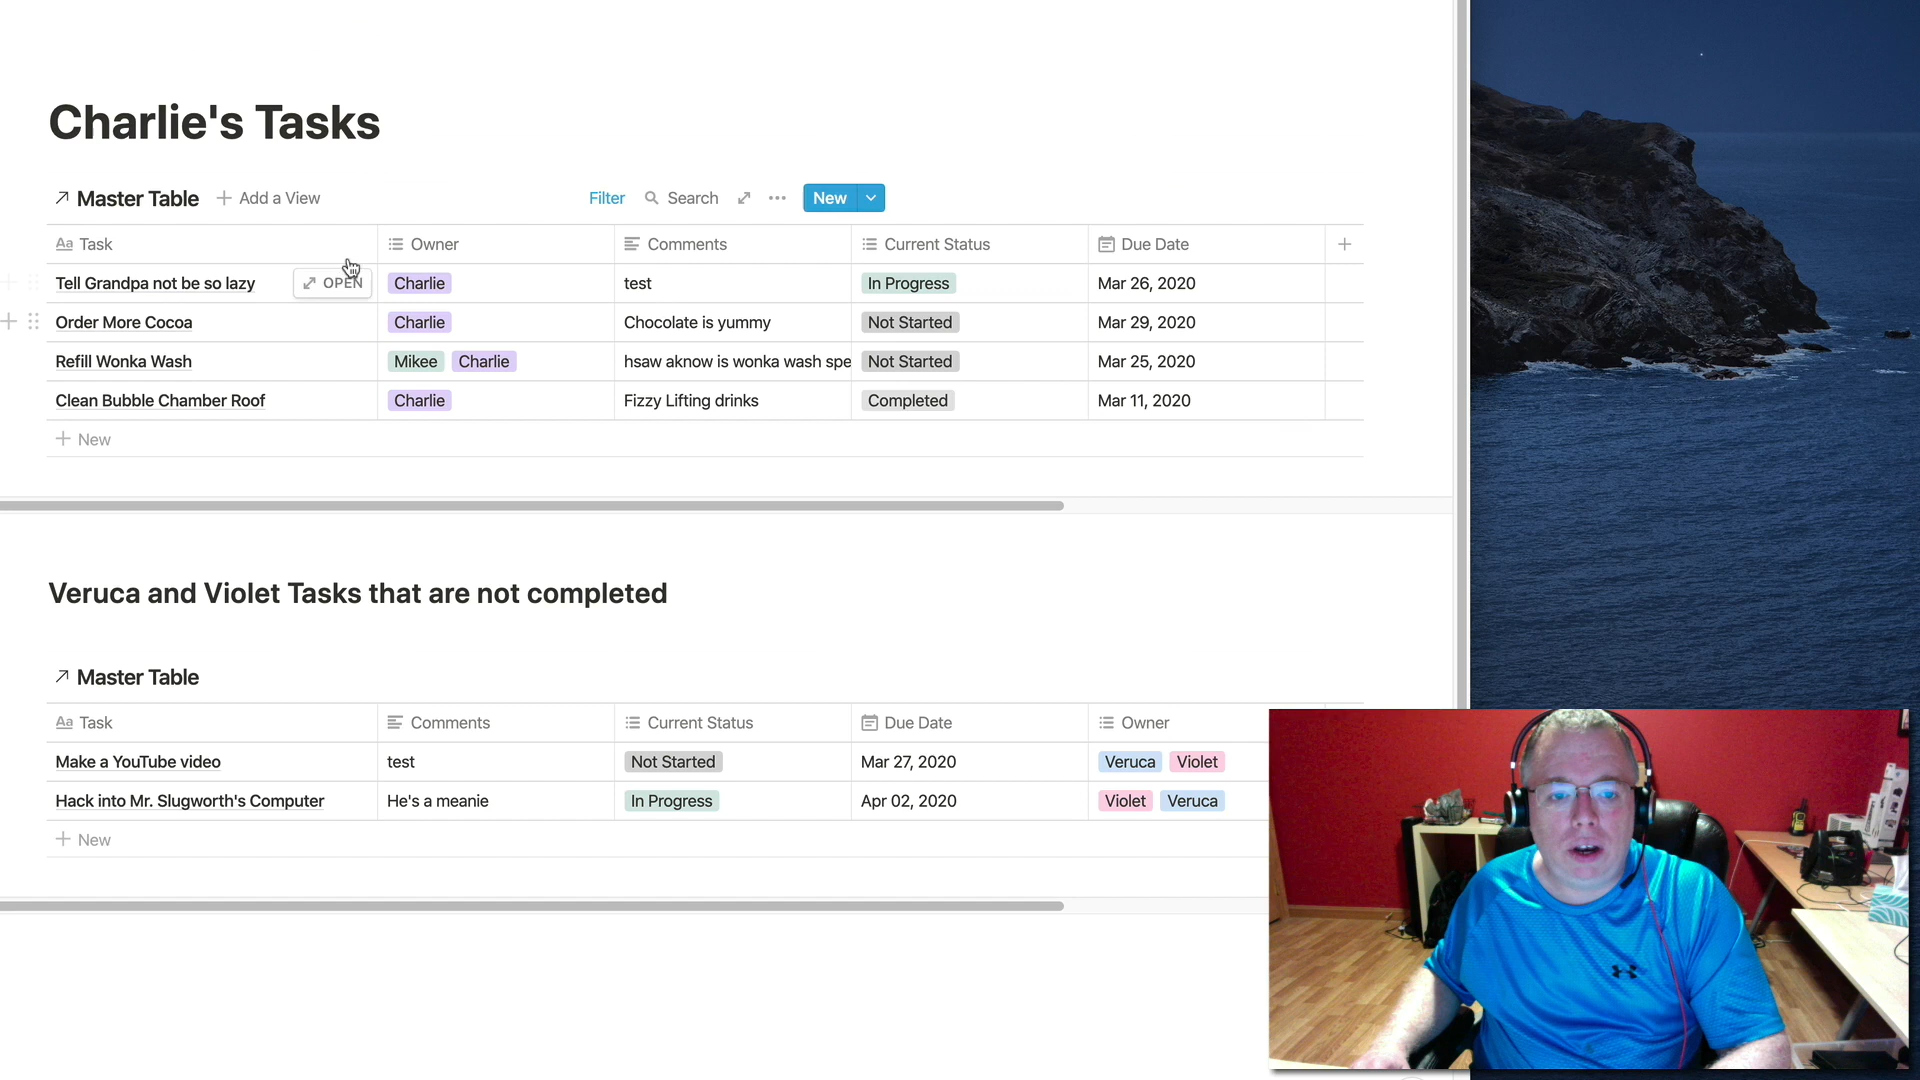 Charlie's Tasks
Master Table Add a View Filter Search ... New
Aa Task Owner Comments Current Status Due Date
Tell Grandpa not be so lazy OPEN Charlie test In Progress Mar 26, 2020
Order More Cocoa Charlie Chocolate is yummy Not Started Mar 29, 2020
Refill Wonka Wash Mikee Charlie hsaw aknow is wonka wash spe Not Started Mar 25, 2020
Clean Bubble Chamber Roof Charlie Fizzy Lifting drinks Completed Mar 11, 2020
New
Veruca and Violet Tasks that are not completed
Master Table
Aa Task Comments Current Status Due Date Owner
Make a YouTube video test Not Started Mar 27, 2020 Veruca Violet
Hack into Mr. Slugworth's Computer He's a meanie In Progress Apr 02, 2020 Violet Veruca
New